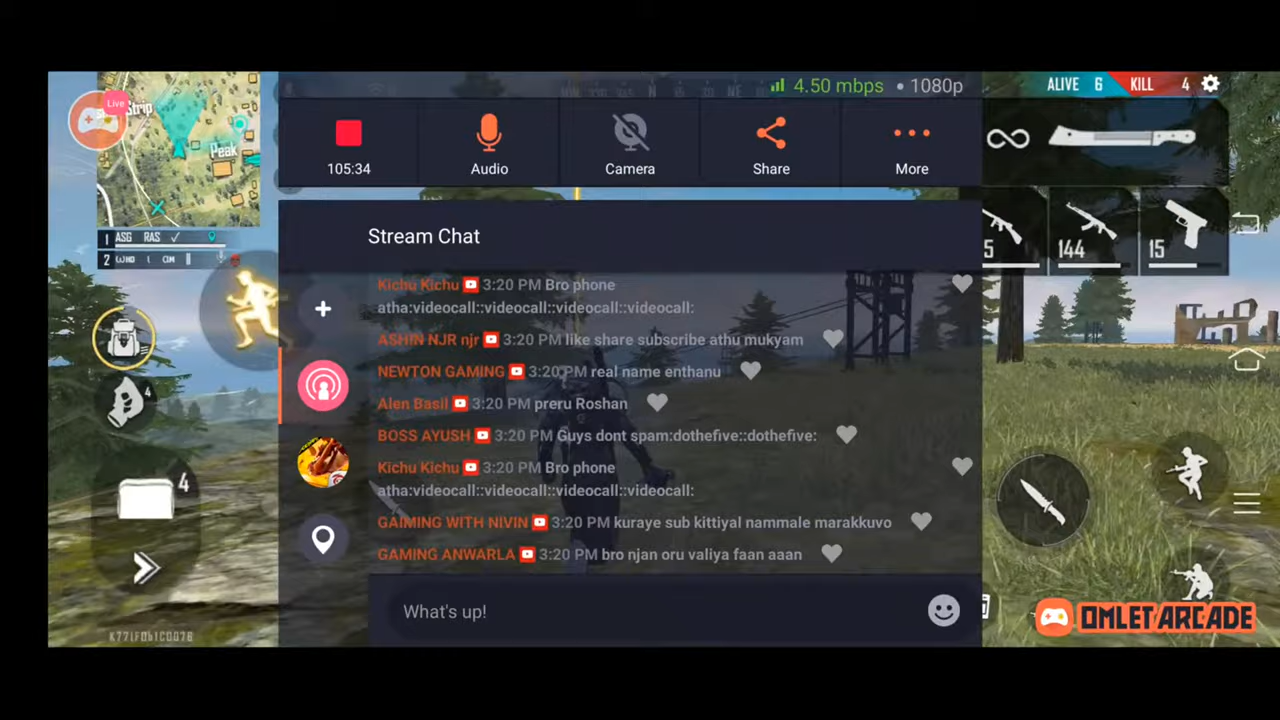 Live
Strip
Peak
1 ASG RAS
2
4.50 mbps • 1080p
ALIVE 6 KILL 4
105:34
Audio
Camera
Share
More
5
144
15
Stream Chat
Kichu Kichu 3:20 PM Bro phone
atha:videocall::videocall::videocall:
ASHIN NJR njr 3:20 PM like share subscribe athu mukyam
NEWTON GAMING 3:20 PM real name enthanu
Alen Basil 3:20 PM preru Roshan
BOSS AYUSH 3:20 PM Guys dont spam:dothefive::dothefive:
Kichu Kichu 3:20 PM Bro phone
atha:videocall::videocall::videocall:
GAIMING WITH NIVIN 3:20 PM kuraye sub kittiyal nammale marakkuvo
GAMING ANWARLA 3:20 PM bro njan oru valiya faan aaan
4
4
What's up!
OMLET ARCADE